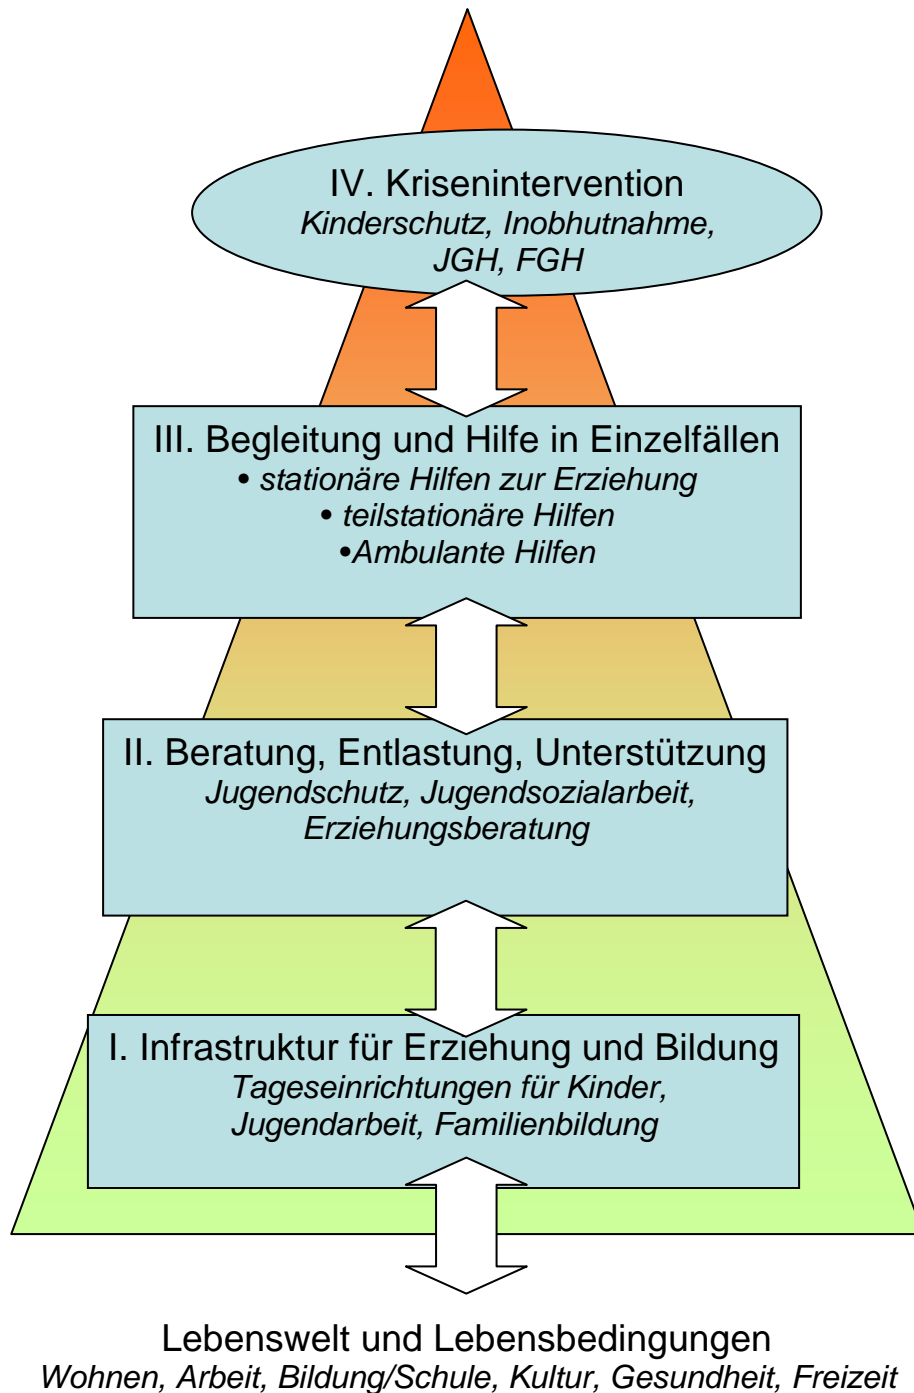 IV. Krisenintervention
Kinderschutz, Inobhutnahme,
JGH, FGH
III. Begleitung und Hilfe in Einzelfällen
• stationäre Hilfen zur Erziehung
• teilstationäre Hilfen
•Ambulante Hilfen
II. Beratung, Entlastung, Unterstützung
Jugendschutz, Jugendsozialarbeit,
Erziehungsberatung
I. Infrastruktur für Erziehung und Bildung
Tageseinrichtungen für Kinder,
Jugendarbeit, Familienbildung
Lebenswelt und Lebensbedingungen
Wohnen, Arbeit, Bildung/Schule, Kultur, Gesundheit, Freizeit